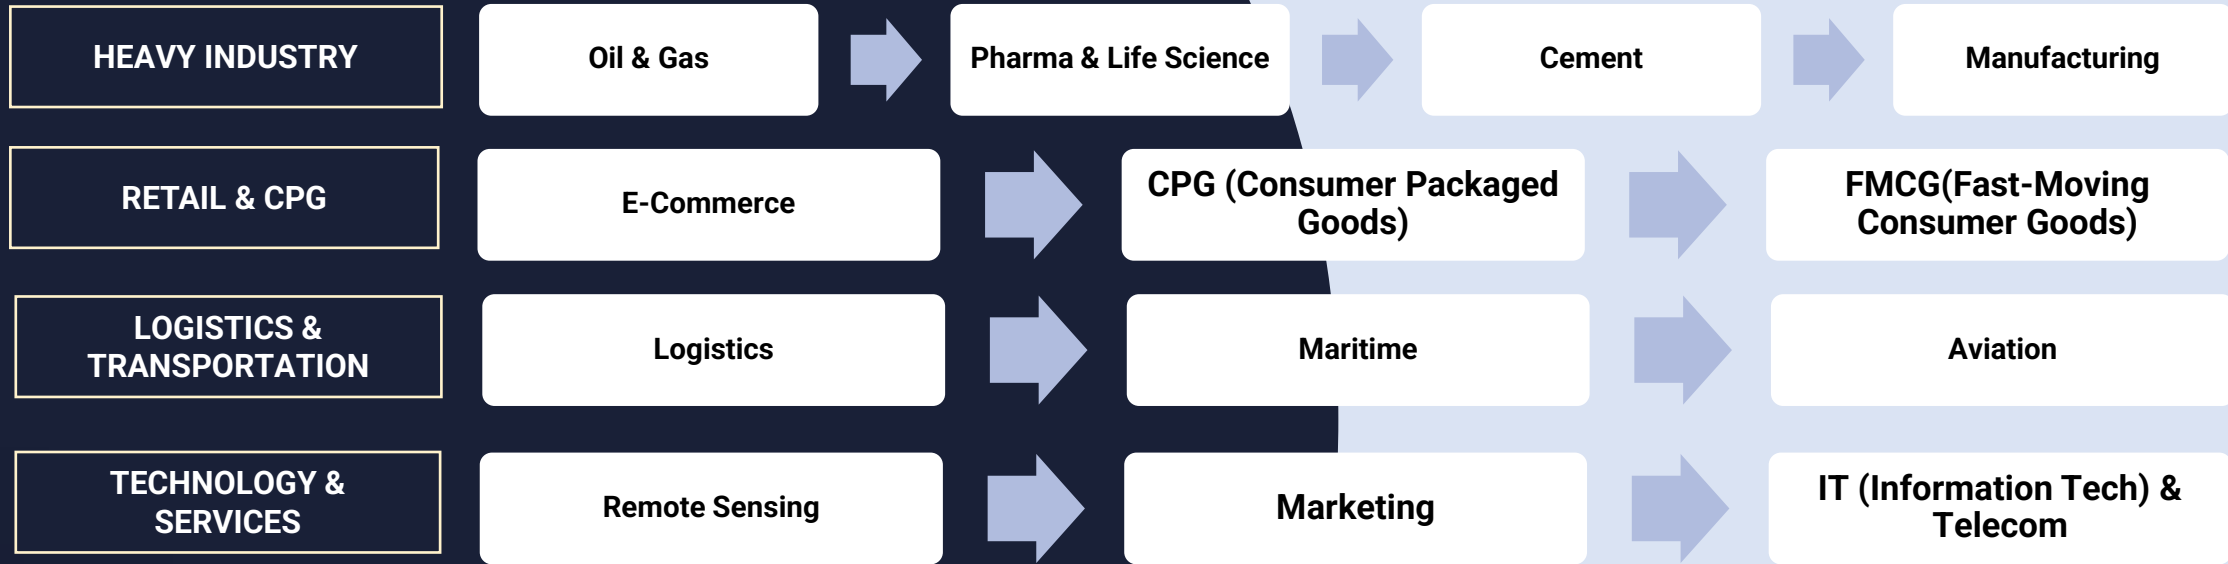 HEAVY INDUSTRY
Oil & Gas
Pharma & Life Science
Cement
Manufacturing
RETAIL & CPG
E-Commerce
CPG (Consumer Packaged
Goods)
FMCG(Fast-Moving
Consumer Goods)
LOGISTICS &
TRANSPORTATION
Logistics
Maritime
Aviation
TECHNOLOGY &
SERVICES
Remote Sensing
Marketing
IT (Information Tech) &
Telecom